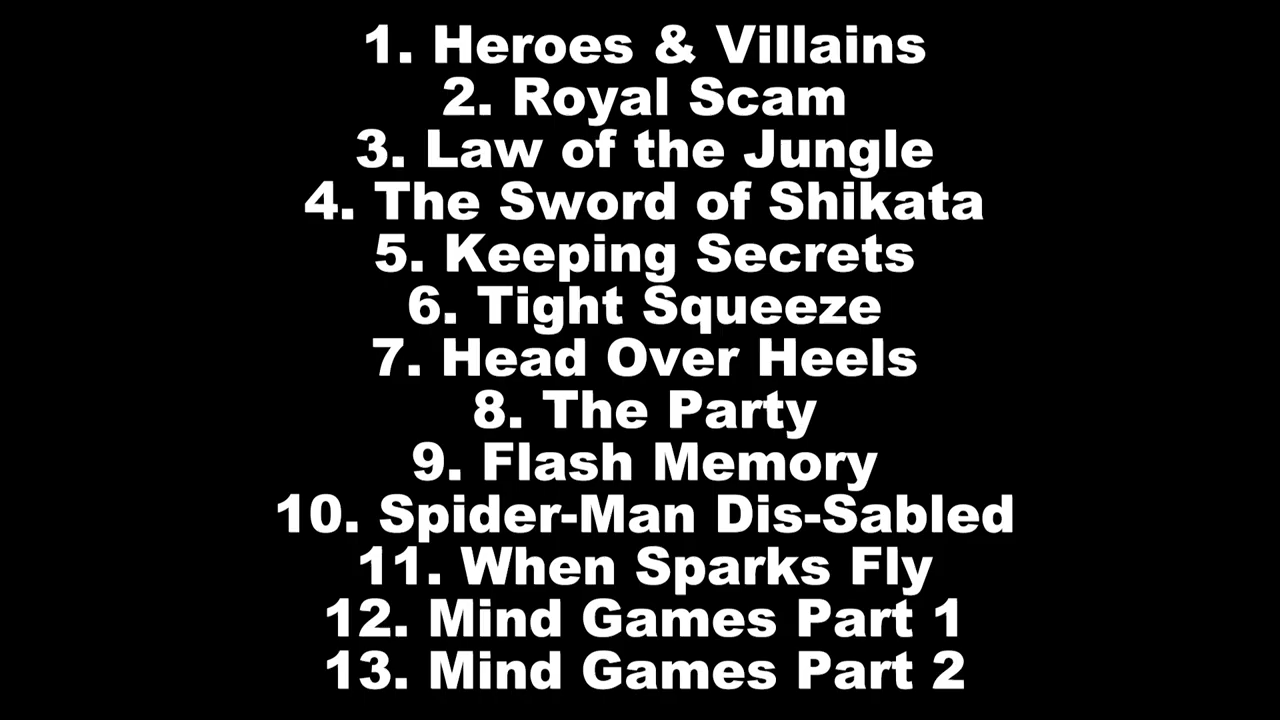 1. Heroes & Villains
2. Royal Scam
3. Law of the Jungle
4. The Sword of Shikata
5. Keeping Secrets
6. Tight Squeeze
7. Head Over Heels
8. The Party
9. Flash Memory
10. Spider-Man Dis-Sabled
11. When Sparks Fly
12. Mind Games Part 1
13. Mind Games Part 2